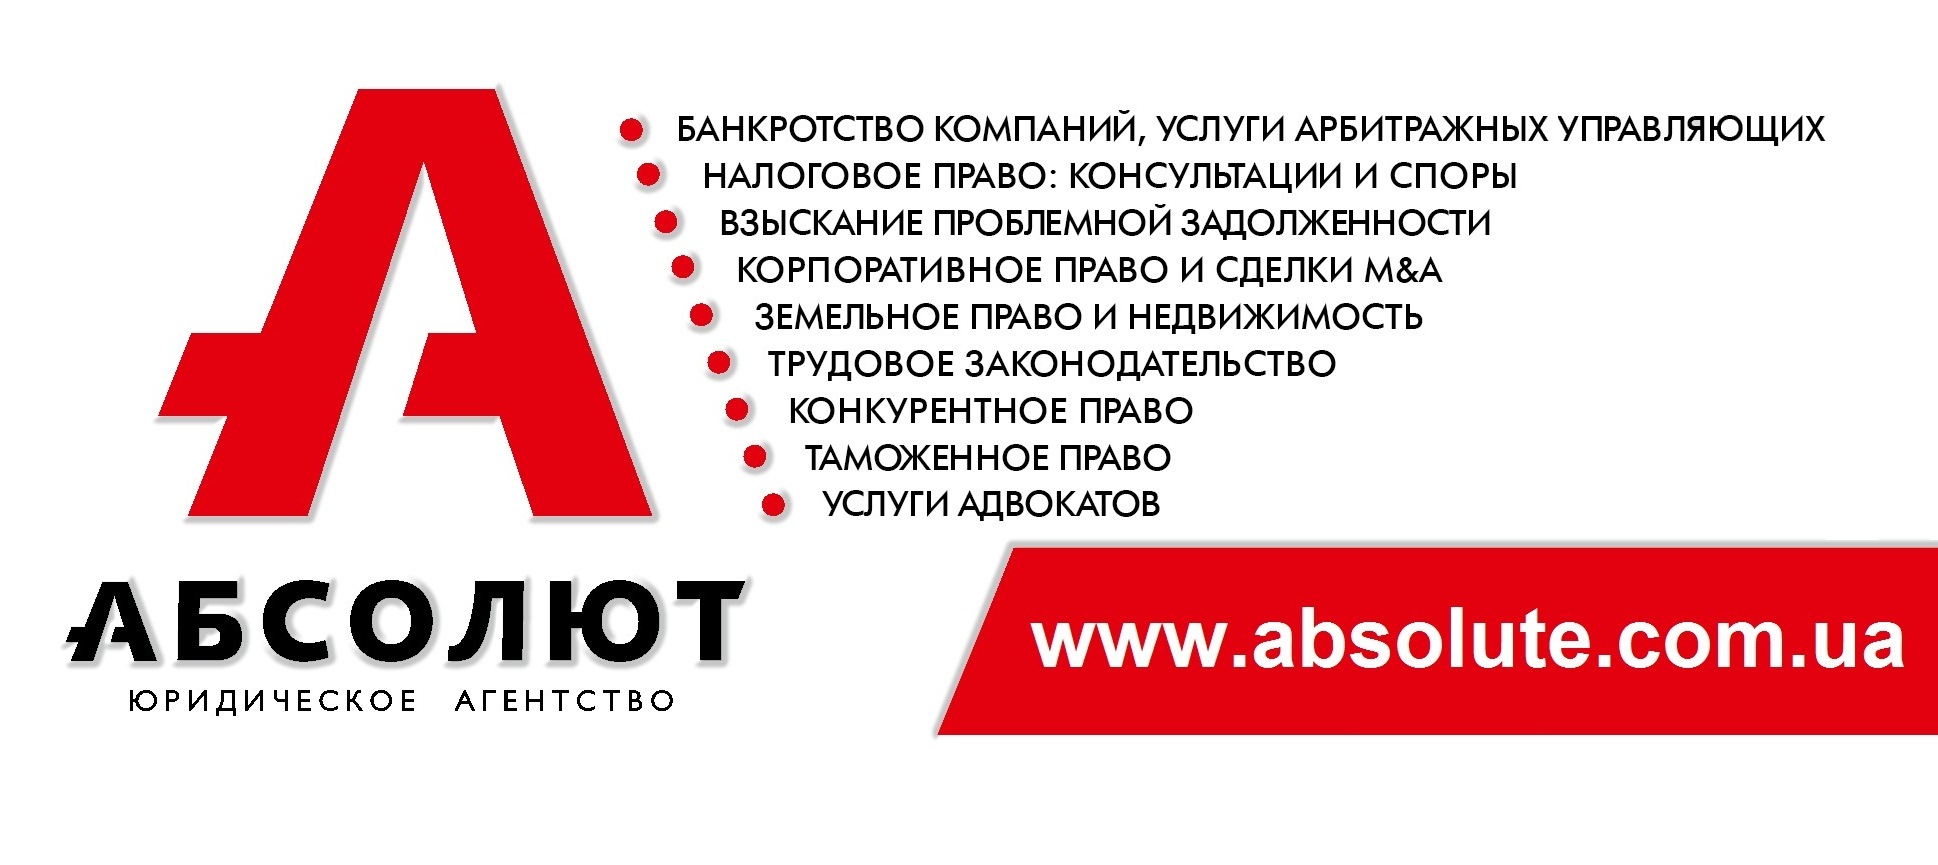 БАНКРОТСТВО КОМПАНИЙ, УСЛУГИ АРБИТРАЖНЫХ УПРАВЛЯЮЩИХ
НАЛОГОВОЕ ПРАВО: КОНСУЛЬТАЦИИ И СПОРЫ
ВЗЫСКАНИЕ ПРОБЛЕМНОЙ ЗАДОЛЖЕННОСТИ
КОРПОРАТИВНОЕ ПРАВО И СДЕЛКИ M&A
ЗЕМЕЛЬНОЕ ПРАВО И НЕДВИЖИМОСТЬ
ТРУДОВОЕ ЗАКОНОДАТЕЛЬСТВО
КОНКУРЕНТНОЕ ПРАВО
ТАМОЖЕННОЕ ПРАВО
УСЛУГИ АДВОКАТОВ
АБСОЛЮТ
ЮРИДИЧЕСКОЕ АГЕНТСТВО
www.absolute.com.ua